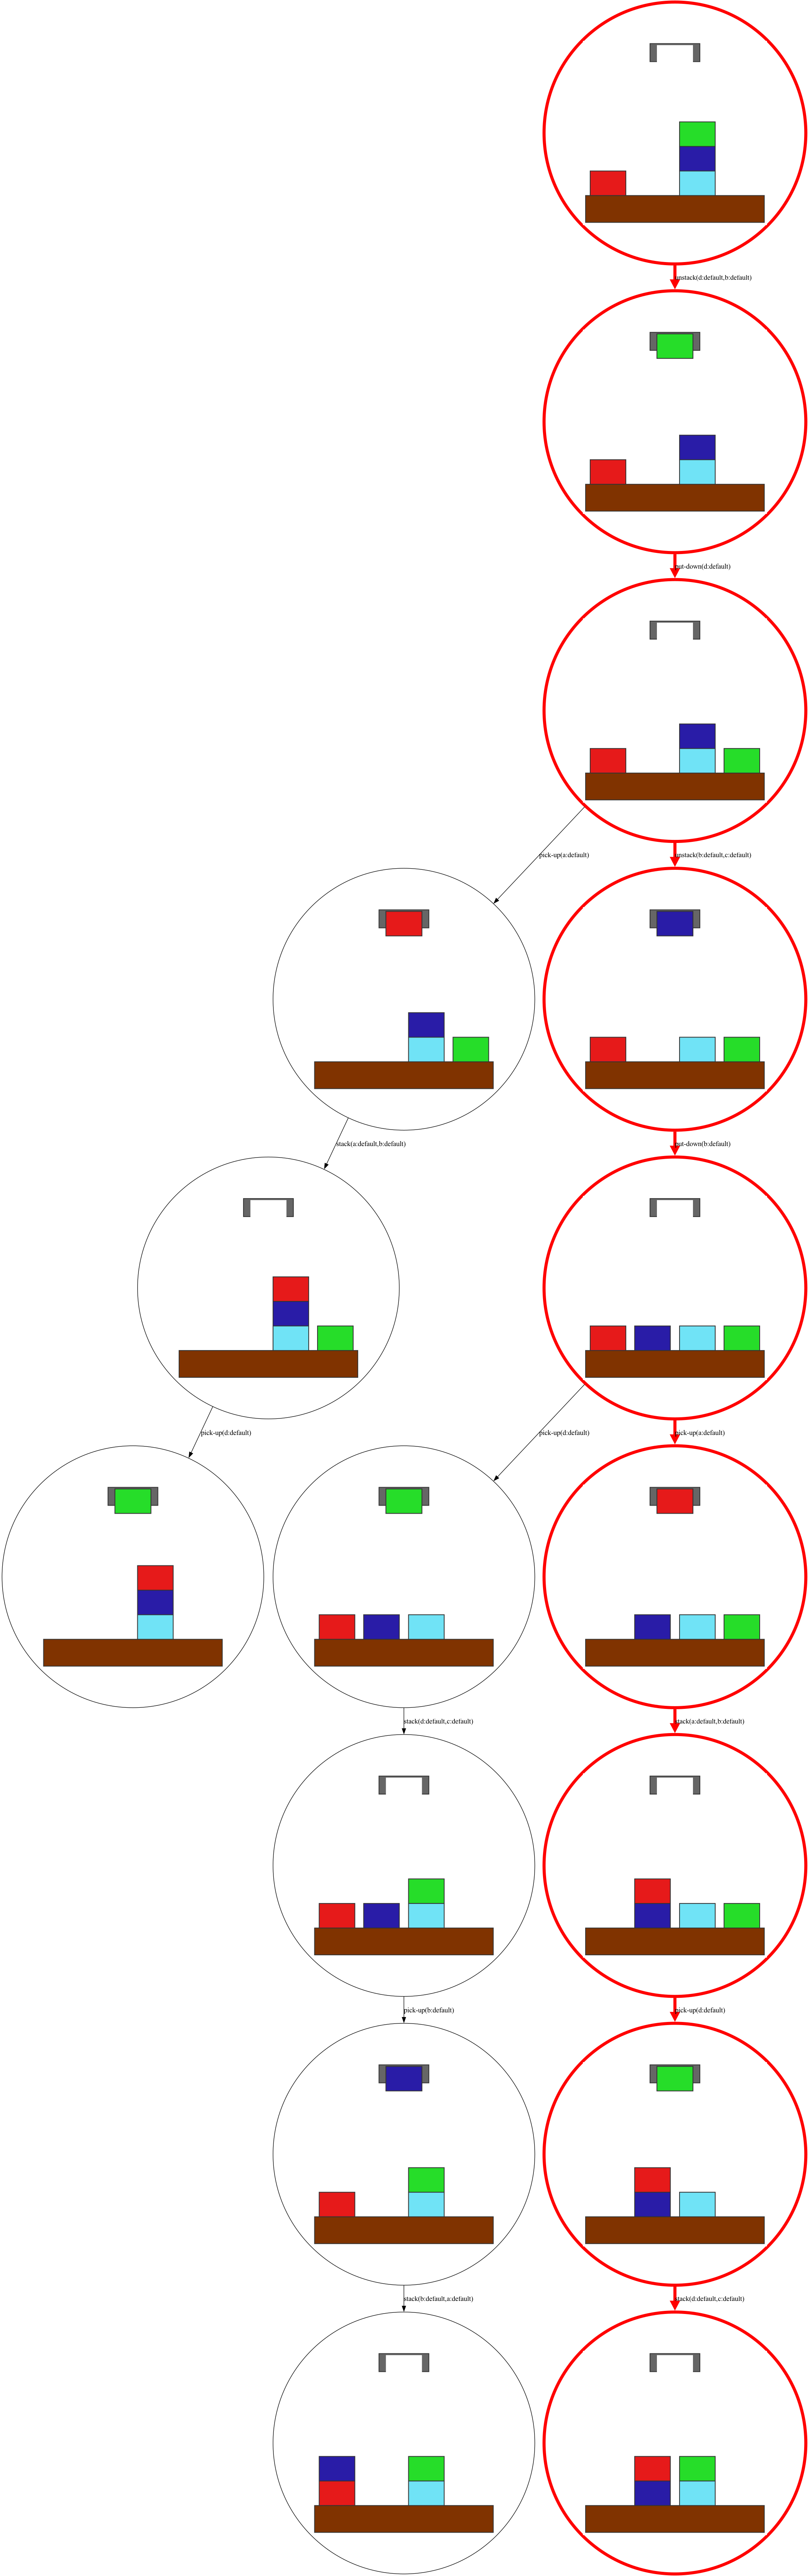 unstack(d:default,b:default)
put-down(d:default)
pick-up(a:default)
unstack(b:default,c:default)
stack(a:default,b:default)
put-down(b:default)
pick-up(d:default)
pick-up(d:default)
pick-up(a:default)
stack(d:default,c:default)
stack(a:default,b:default)
pick-up(b:default)
pick-up(d:default)
stack(b:default,a:default)
stack(d:default,c:default)